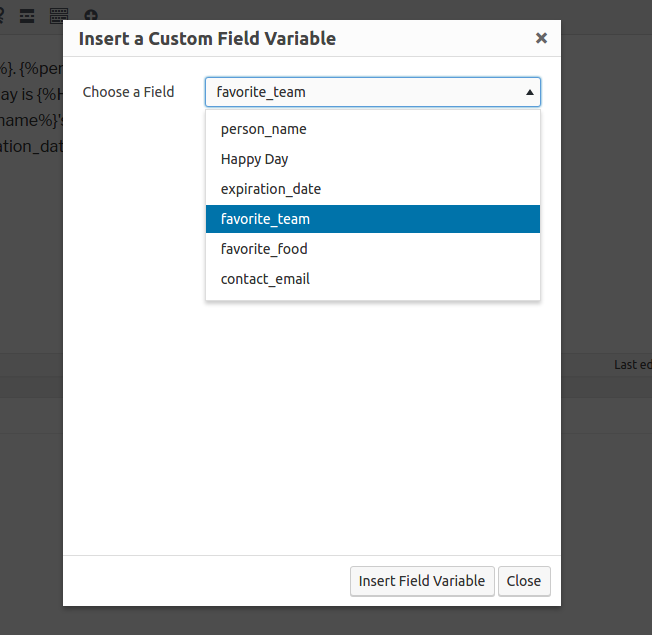 Insert a Custom Field Variable
%}. {%per
Choose a Field
favorite_team
ay is {%H
name%}'s
person_name
ation_dat
Happy Day
expiration_date
favorite_team
favorite_food
contact_email
Last ed
Insert Field Variable
Close